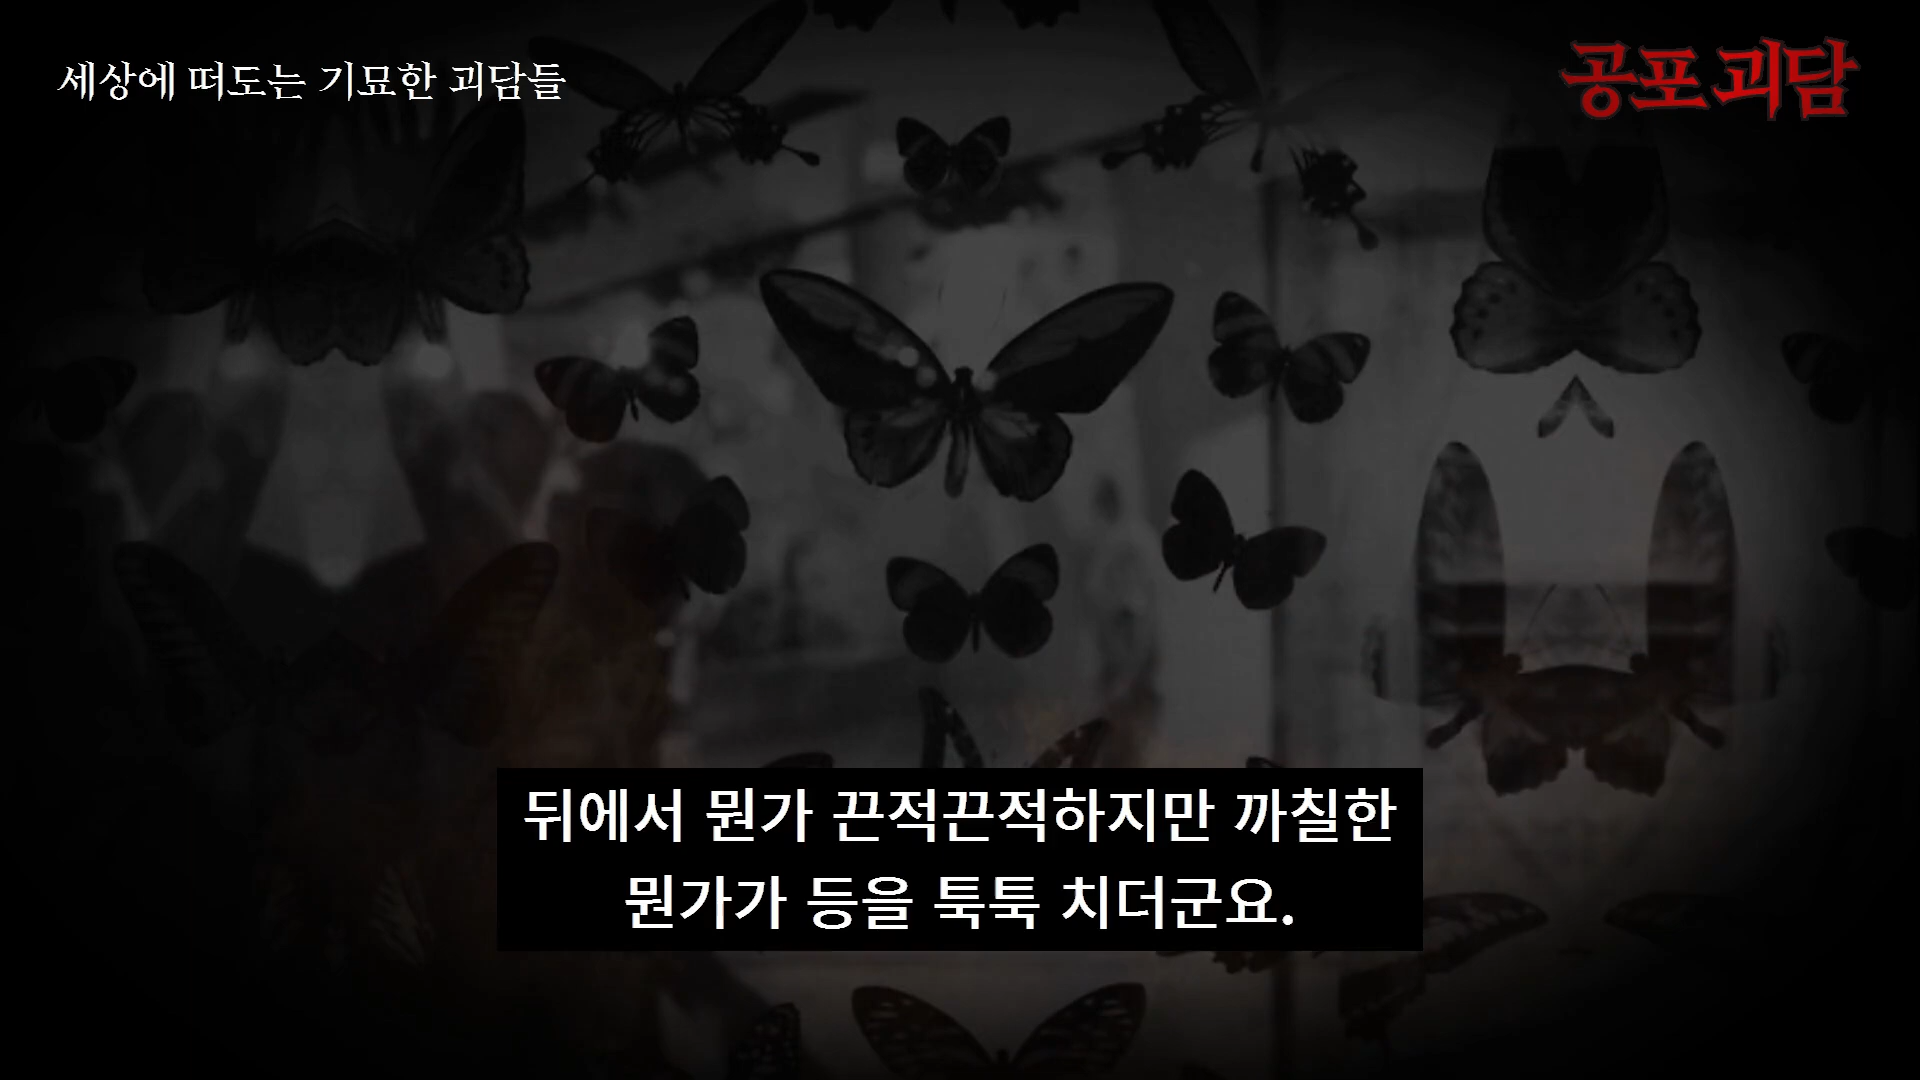 세상에 떠도는 기묘한 괴담들
공포 괴담
뒤에서 뭔가 끈적끈적하지만 까칠한
뭔가가 등을 툭툭 치더군요.